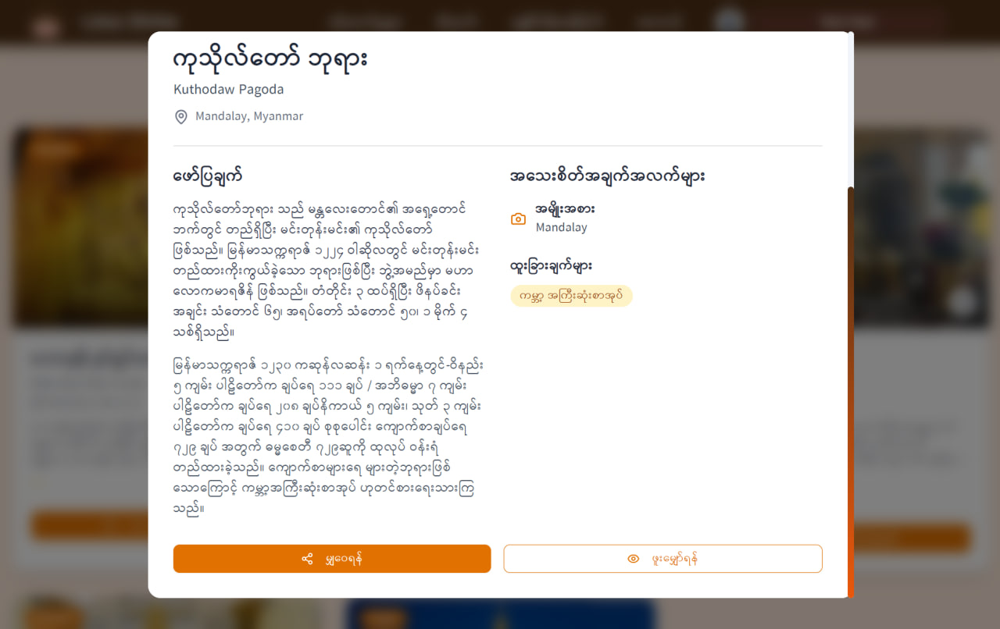 ကုသိုလ်တော် ဘုရား
Kuthodaw Pagoda
Mandalay, Myanmar
ဖော်ပြချက်
ကုသိုလ်တော်ဘုရား သည် မန္တလေးတောင်၏ အရှေ့တောင်
ဘက်တွင် တည်ရှိပြီး မင်းတုန်းမင်း၏ ကုသိုလ်တော်
ဖြစ်သည်။ မြန်မာသက္ကရာဇ် ၁၂၂၄ ဝါဆိုလတွင် မင်းတုန်းမင်း
တည်ထားကိုးကွယ်ခဲ့သော ဘုရားဖြစ်ပြီး ဘွဲ့အမည်မှာ မဟာ
လောကမာရဇိန် ဖြစ်သည်။ တံတိုင်း ၃ ထပ်ရှိပြီး ဖိနပ်ခင်း
အချင်း သံတောင် ၆၅၊ အရပ်တော် သံတောင် ၅၀၊ ၁ မိုက် ၄
သစ်ရှိသည်။
မြန်မာသက္ကရာဇ် ၁၂၃၀ ကဆုန်လဆန်း ၁ ရက်နေ့တွင်-ဝိနည်း
၅ ကျမ်း ပါဠိတော်က ချပ်ရေ ၁၁၁ ချပ် / အဘိဓမ္မာ ၇ ကျမ်း
ပါဠိတော်က ချပ်ရေ ၂၀၈ ချပ်နိကာယ် ၅ ကျမ်း၊ သုတ် ၃ ကျမ်း
ပါဠိတော်က ချပ်ရေ ၄၁၀ ချပ် စုစုပေါင်း ကျောက်စာချပ်ရေ
၇၂၉ ချပ် အတွက် ဓမ္မစေတီ ၇၂၉ဆူကို ထုလုပ် ဝန်းရံ
တည်ထားခဲ့သည်။ ကျောက်စာများရေ များတဲ့ဘုရားဖြစ်
သောကြောင့် ကမ္ဘာ့အကြီးဆုံးစာအုပ် ဟုတင်စားရေးသားကြ
သည်။
အသေးစိတ်အချက်အလက်များ
အမျိုးအစား
Mandalay
ထူးခြားချက်များ
ကမ္ဘာ့ အကြီးဆုံးစာအုပ်
မျှဝေရန်
ဖူးမျှော်ရန်